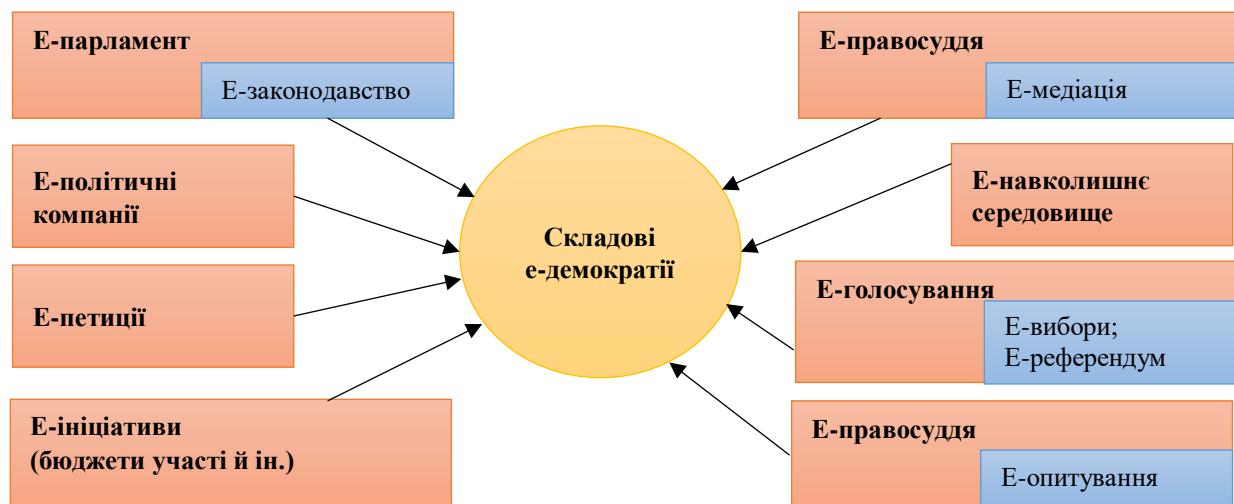 Е-парламент
Е-законодавство
Е-політичні
компанії
Е-петиції
Е-ініціативи
(бюджети участі й ін.)
Складові
е-демократії
Е-правосуддя
Е-медіація
Е-навколишнє
середовище
Е-голосування
Е-вибори;
Е-референдум
Е-правосуддя
Е-опитування